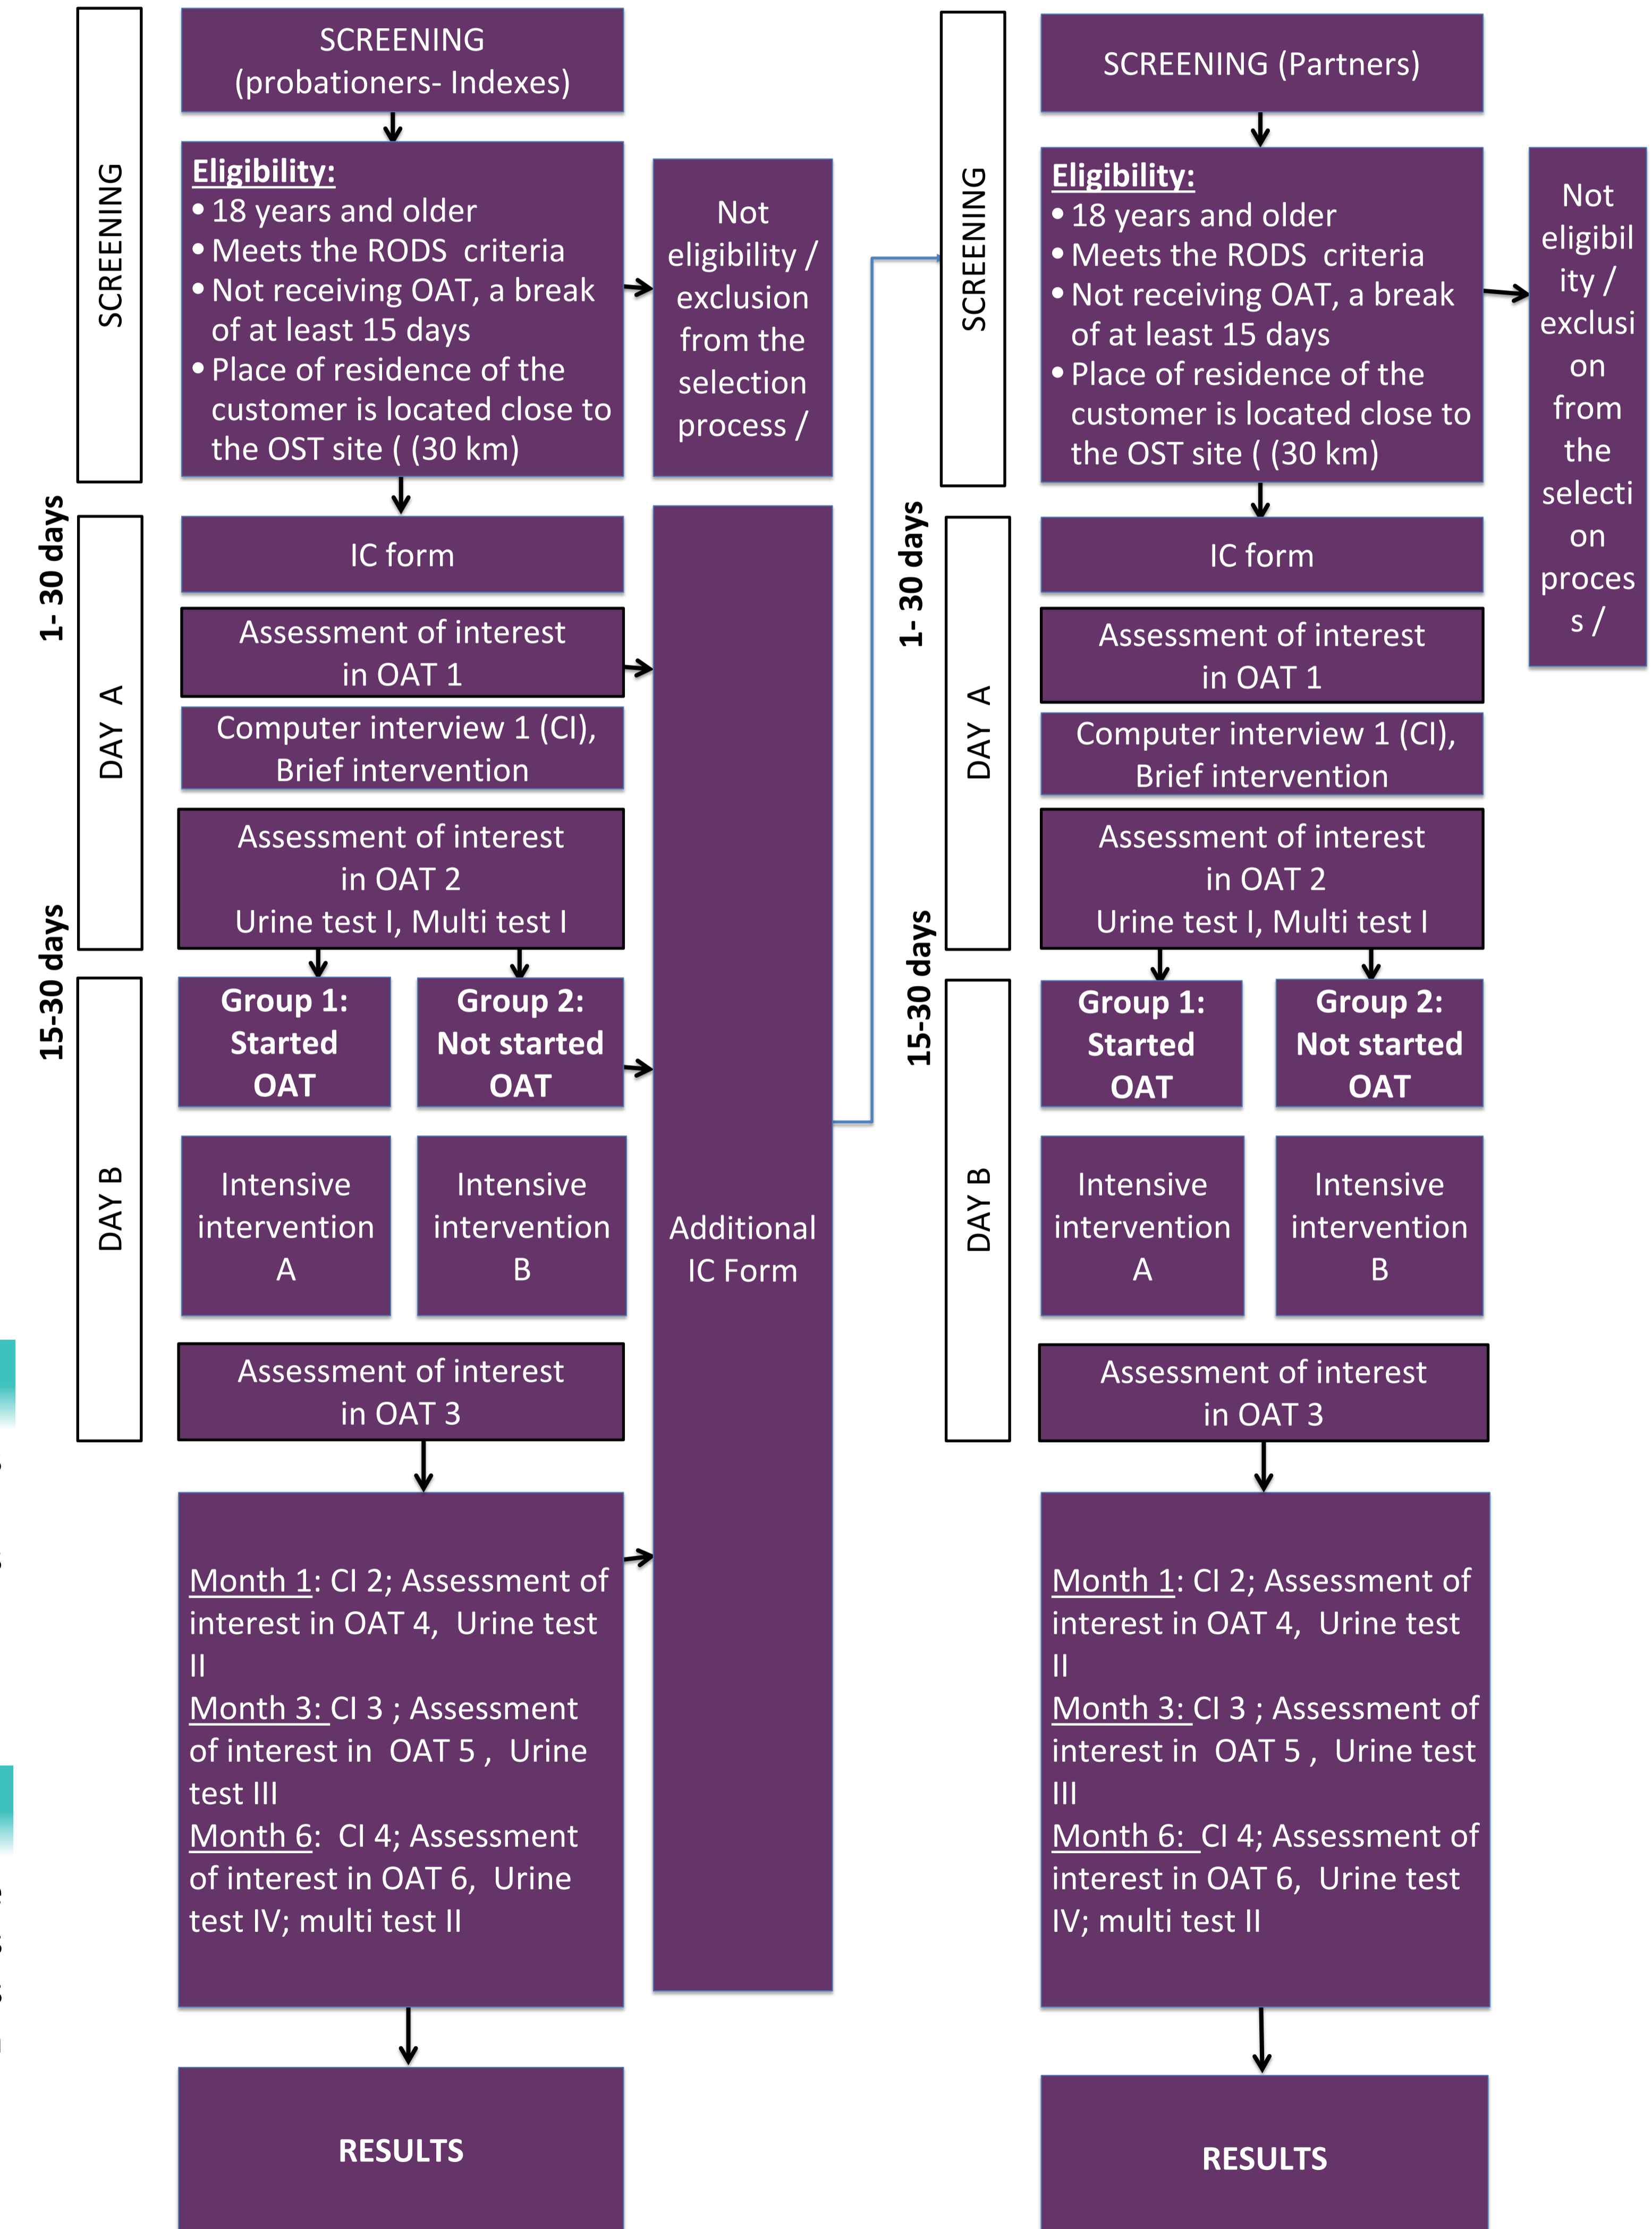 SCREENING
SCREENING
(probationers- Indexes)
Eligibility:
• 18 years and older
• Meets the RODS  criteria
• Not receiving OAT, a break
of at least 15 days
• Place of residence of the
customer is located close to
the OST site ( (30 km)
Not
eligibility /
exclusion
from the
selection
process /
1- 30 days
DAY  A
IC form
Assessment of interest
in OAT 1
Computer interview 1 (CI),
Brief intervention
Assessment of interest
in OAT 2
Urine test I, Multi test I
15-30 days
DAY B
Group 1:
Started
OAT
Group 2:
Not started
OAT
Intensive
intervention
A
Intensive
intervention
B
Additional
IC Form
Assessment of interest
in OAT 3
Month 1: CI 2; Assessment of
interest in OAT 4,  Urine test
II
Month 3: CI 3 ; Assessment
of interest in  OAT 5 ,  Urine
test III
Month 6:  CI 4; Assessment
of interest in OAT 6,  Urine
test IV; multi test II
RESULTS
SCREENING
SCREENING (Partners)
Eligibility:
• 18 years and older
• Meets the RODS  criteria
• Not receiving OAT, a break
of at least 15 days
• Place of residence of the
customer is located close to
the OST site ( (30 km)
Not
eligibil
ity /
exclusi
on
from
the
selecti
on
proces
s /
1- 30 days
DAY  A
IC form
Assessment of interest
in OAT 1
Computer interview 1 (CI),
Brief intervention
Assessment of interest
in OAT 2
Urine test I, Multi test I
15-30 days
DAY B
Group 1:
Started
OAT
Group 2:
Not started
OAT
Intensive
intervention
A
Intensive
intervention
B
Assessment of interest
in OAT 3
Month 1: CI 2; Assessment of
interest in OAT 4,  Urine test
II
Month 3: CI 3 ; Assessment of
interest in  OAT 5 ,  Urine test
III
Month 6:  CI 4; Assessment of
interest in OAT 6,  Urine test
IV; multi test II
RESULTS